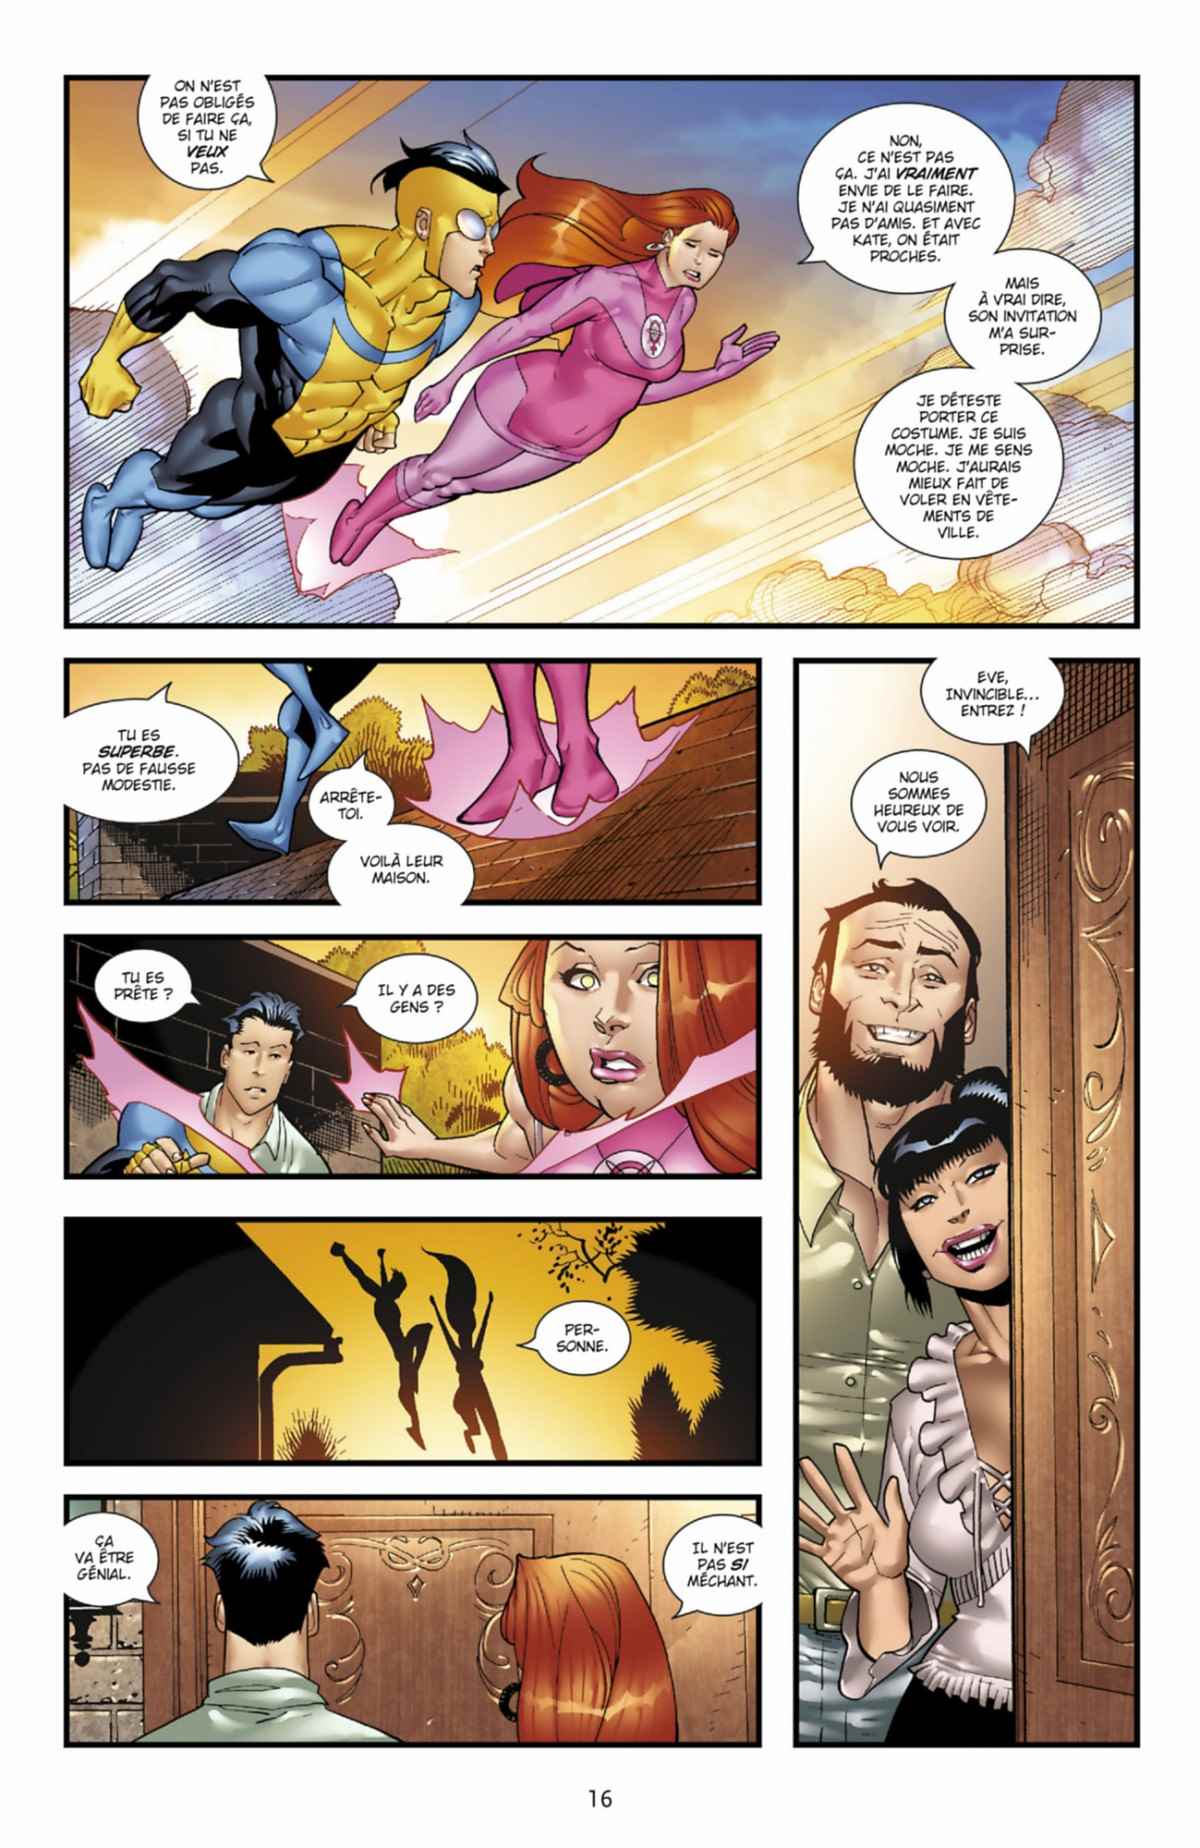 ON N'EST
PAS OBLIGÉS
DE FAIRE ÇA,
SI TU NE
VEUX
PAS.
NON,
CE N'EST PAS
ÇA. J'AI VRAIMENT
ENVIE DE LE FAIRE.
JE N'AI QUASIMENT
PAS D'AMIS. ET AVEC
KATE, ON ÉTAIT
PROCHES.
MAIS
À VRAI DIRE,
SON INVITATION
M'A SUR-
PRISE.
JE DÉTESTE
PORTER CE
COSTUME. JE SUIS
MOCHE. JE ME SENS
MOCHE. J'AURAIS
MIEUX FAIT DE
VOLER EN VÊTE-
MENTS DE
VILLE.
TU ES
SUPERBE.
PAS DE FAUSSE
MODESTIE.
ARRÊTE-
TOI.
VOILÀ LEUR
MAISON.
TU ES
PRÊTE ?
IL Y A DES
GENS ?
PER-
SONNE.
ÇA
VA ÊTRE
GÉNIAL.
IL N'EST
PAS SI
MÉCHANT.
EVE,
INVINCIBLE...
ENTREZ !
NOUS
SOMMES
HEUREUX DE
VOUS VOIR.
16